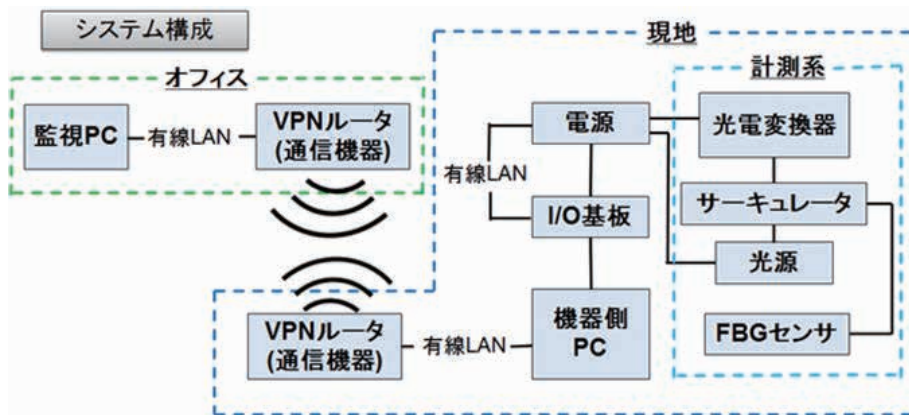 システム構成
オフィス
監視PC
有線LAN
VPNルータ
(通信機器)
現地
計測系
電源
光電変換器
有線LAN
I/O基板
サーキュレータ
光源
VPNルータ
(通信機器)
有線LAN
機器側
PC
FBGセンサ